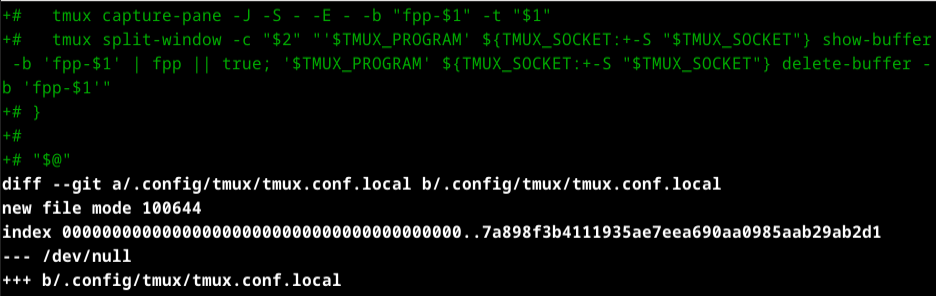 +#   tmux capture-pane -J -S - -E - -b "fpp-$1" -t "$1"
+#   tmux split-window -c "$2" "'$TMUX_PROGRAM' ${TMUX_SOCKET:+-S "$TMUX_SOCKET"} show-buffer
 -b 'fpp-$1' | fpp || true; '$TMUX_PROGRAM' ${TMUX_SOCKET:+-S "$TMUX_SOCKET"} delete-buffer -
b 'fpp-$1'"
+# }
+#
+# "$@"
diff --git a/.config/tmux/tmux.conf.local b/.config/tmux/tmux.conf.local
new file mode 100644
index 0000000000000000000000000000000000000000..7a898f3b4111935ae7eea690aa0985aab29ab2d1
--- /dev/null
+++ b/.config/tmux/tmux.conf.local